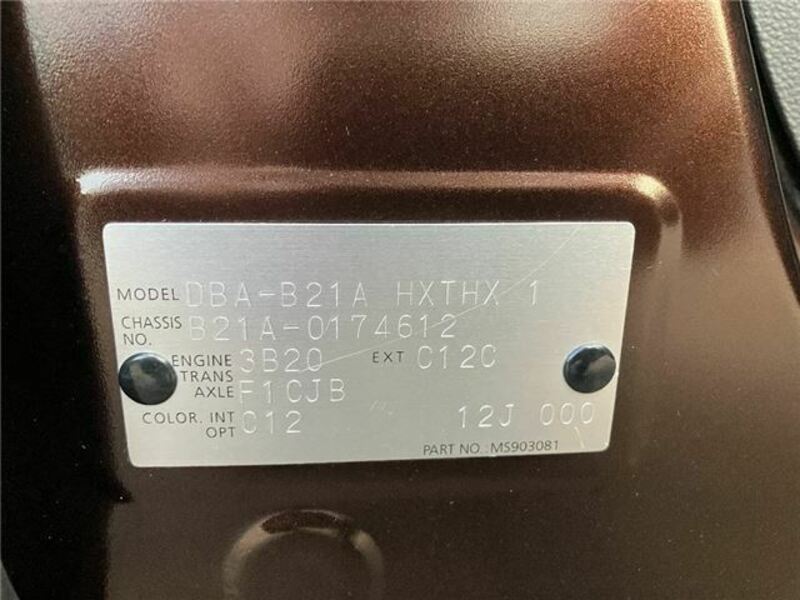 MODEL DBA-B21A HXTHX 1
CHASSIS NO. B21A-0174612
ENGINE 3B20 EXT C12C
TRANS AXLE F1CJB
COLOR. INT OPT C12 12J 000
PART NO.: MS903081